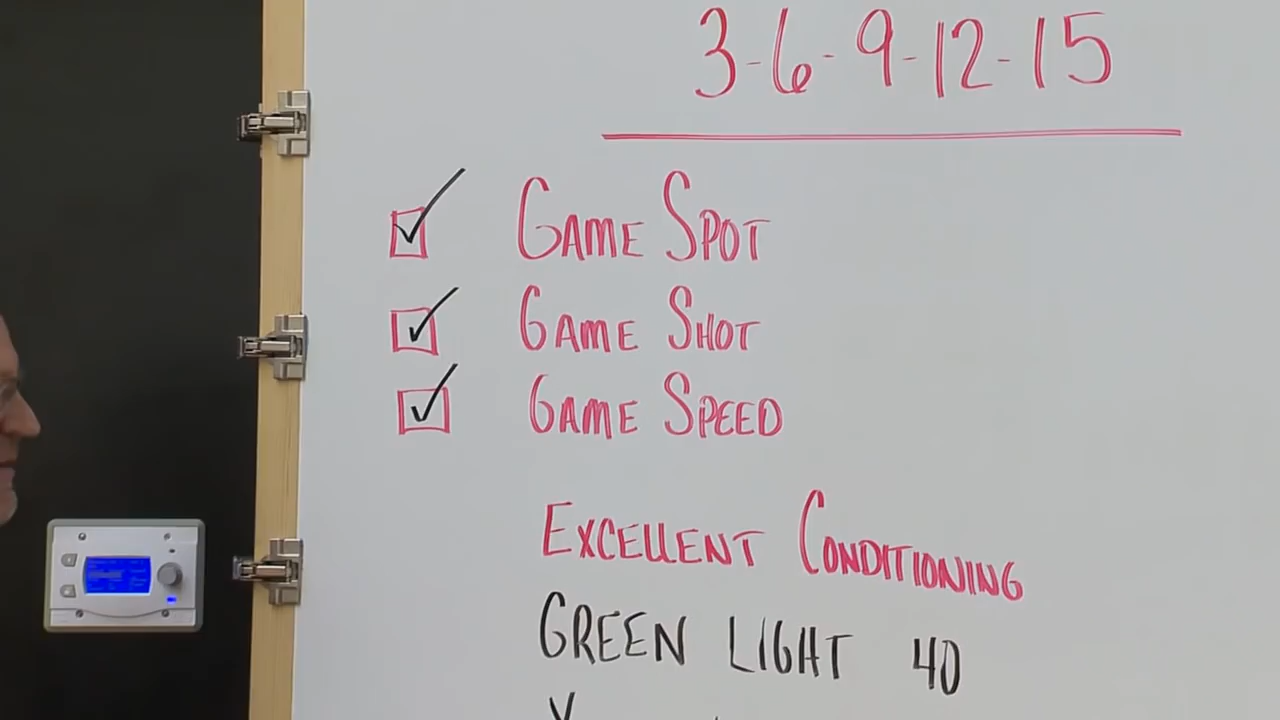 3-6-9-12-15
GAME SPOT
GAME SHOT
GAME SPEED
EXCELLENT CONDITIONING
GREEN LIGHT 40